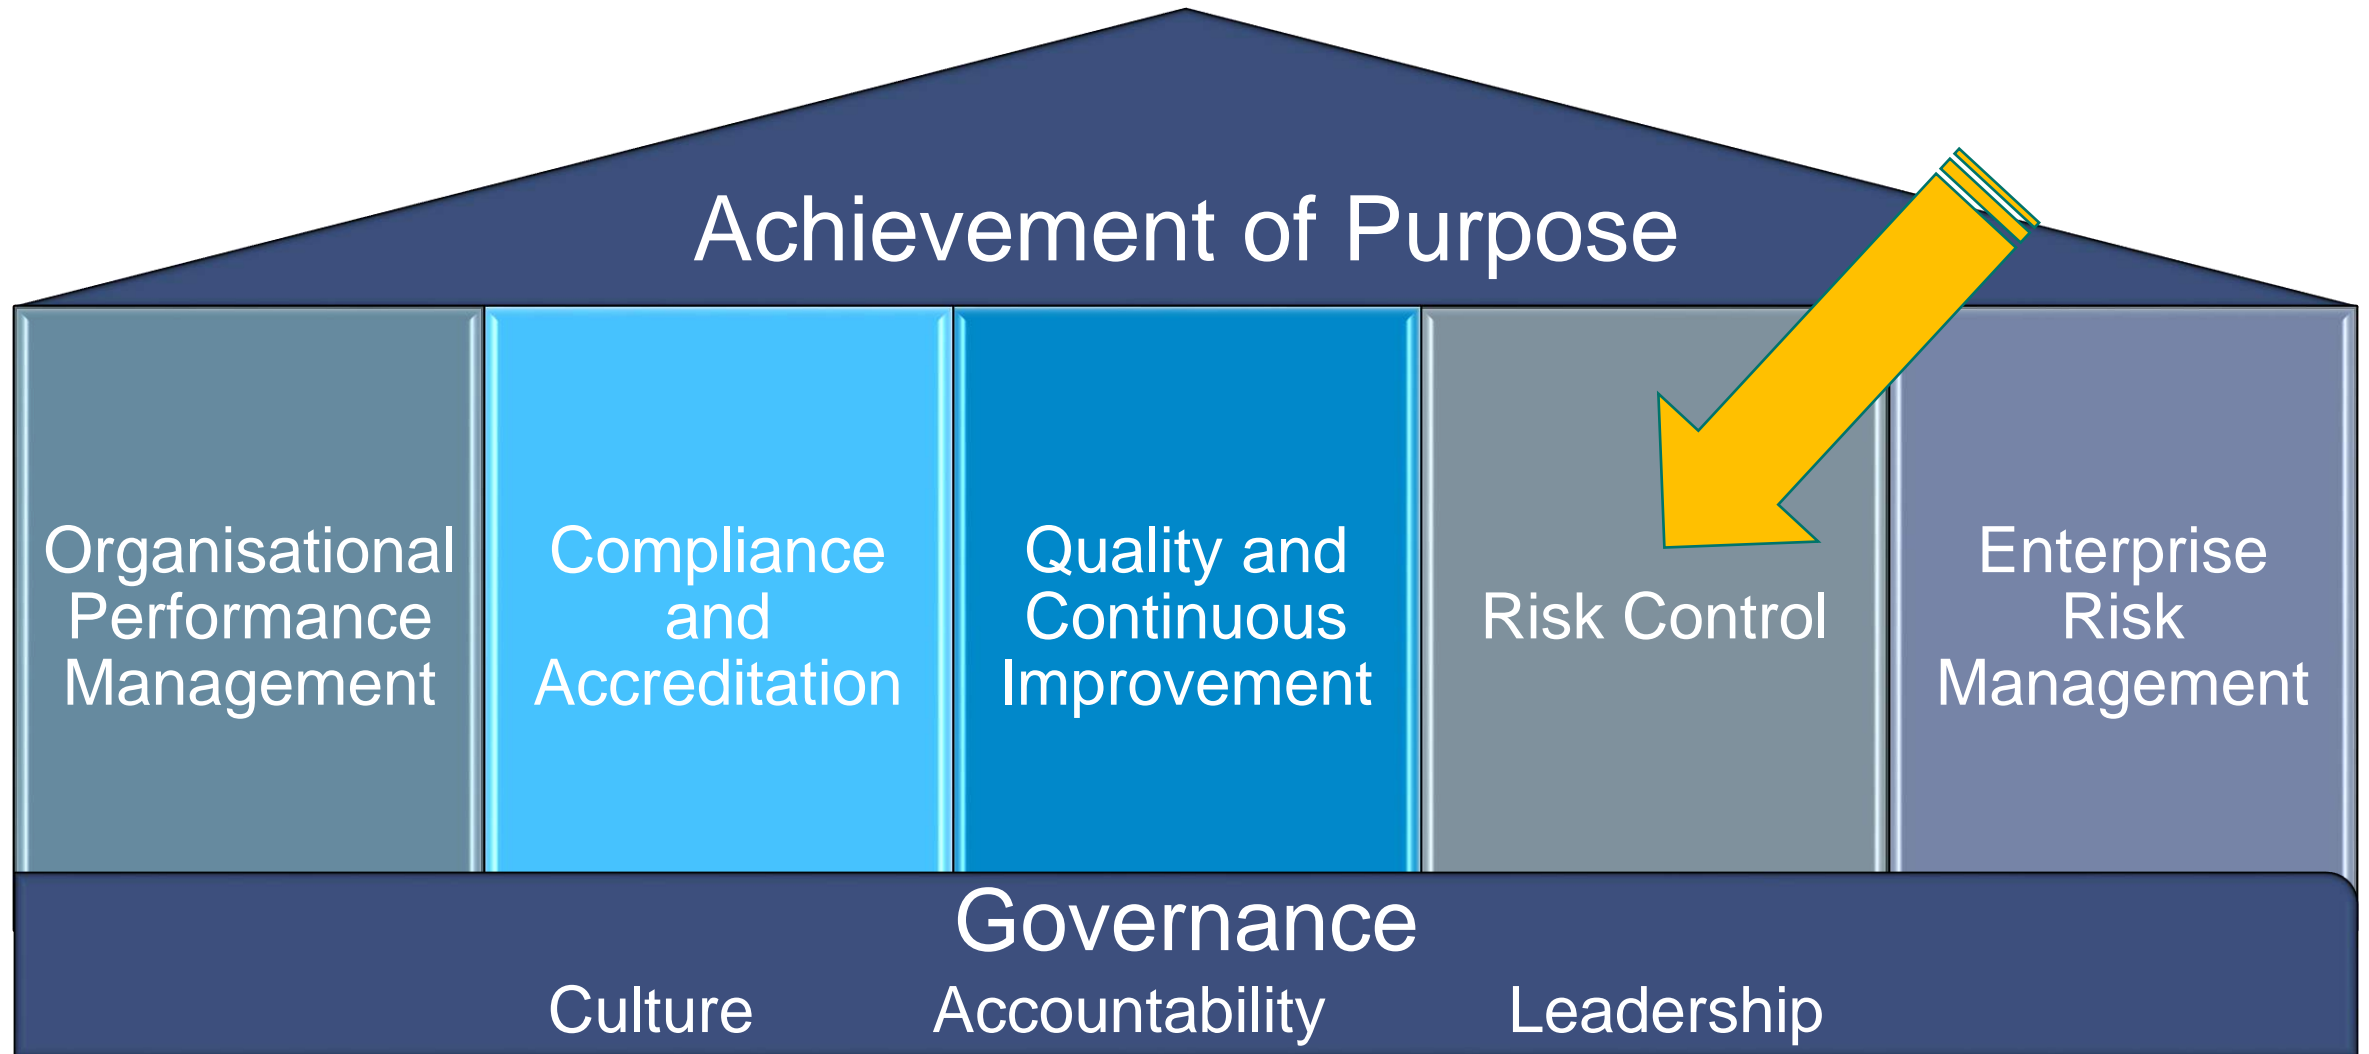 Achievement of Purpose
Organisational
Performance
Management
Compliance
and
Accreditation
Quality and
Continuous
Improvement
Risk Control
Enterprise
Risk
Management
Governance
Culture Accountability Leadership